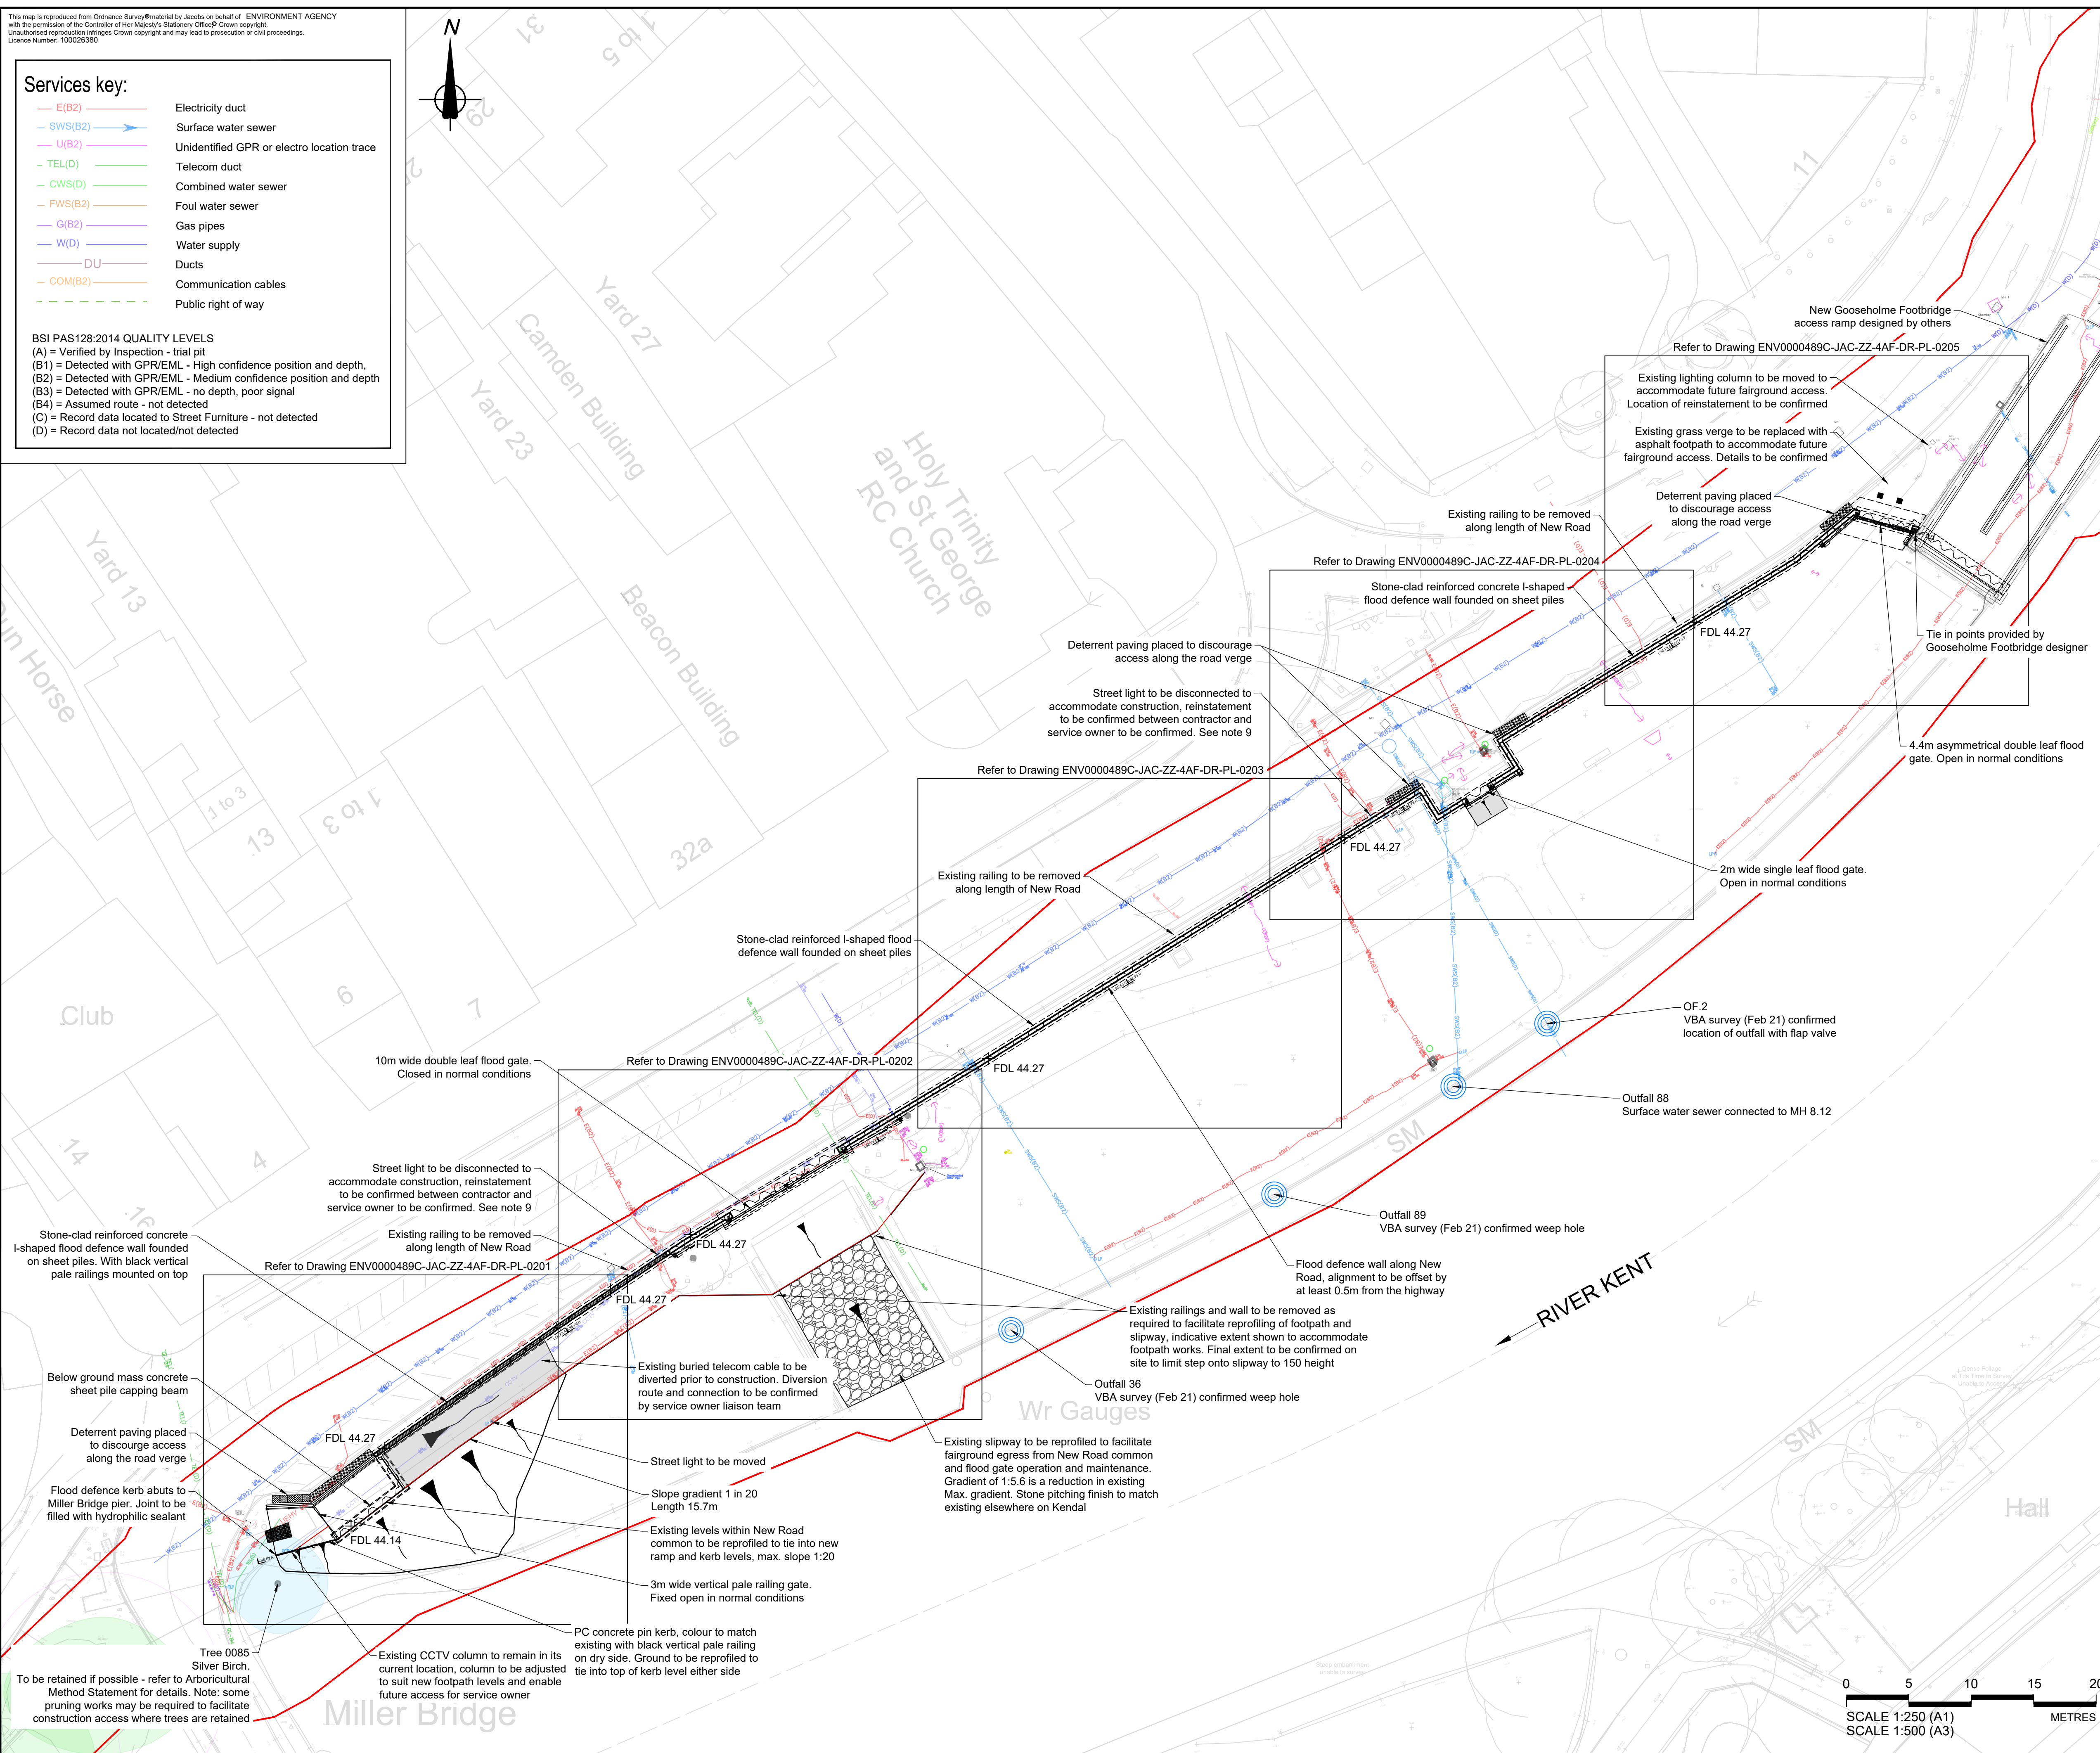 This map is reproduced from Ordnance Survey©material by Jacobs on behalf of ENVIRONMENT AGENCY
with the permission of the Controller of Her Majesty's Stationery Office© Crown copyright.
Unauthorised reproduction infringes Crown copyright and may lead to prosecution or civil proceedings.
Licence Number: 100026380
Services key:
E(B2) Electricity duct
SWS(B2) Surface water sewer
U(B2) Unidentified GPR or electro location trace
TEL(D) Telecom duct
CWS(D) Combined water sewer
FWS(B2) Foul water sewer
G(B2) Gas pipes
W(D) Water supply
DU Ducts
COM(B2) Communication cables
Public right of way
BSI PAS128:2014 QUALITY LEVELS
(A) = Verified by Inspection - trial pit
(B1) = Detected with GPR/EML - High confidence position and depth,
(B2) = Detected with GPR/EML - Medium confidence position and depth
(B3) = Detected with GPR/EML - no depth, poor signal
(B4) = Assumed route - not detected
(C) = Record data located to Street Furniture - not detected
(D) = Record data not located/not detected
N
31
1 to 5
29
25
11
Yard 27
Camden Building
Yard 23
Holy Trinity
and St George
RC Church
Yard 13
Beacon Building
1 to 3
13
1 to 3
32a
6
7
Club
14
4
16
New Gooseholme Footbridge
access ramp designed by others
Refer to Drawing ENV0000489C-JAC-ZZ-4AF-DR-PL-0205
Existing lighting column to be moved to
accommodate future fairground access.
Location of reinstatement to be confirmed
Existing grass verge to be replaced with
asphalt footpath to accommodate future
fairground access. Details to be confirmed
Deterrent paving placed
to discourage access
along the road verge
Existing railing to be removed
along length of New Road
Refer to Drawing ENV0000489C-JAC-ZZ-4AF-DR-PL-0204
Stone-clad reinforced concrete l-shaped
flood defence wall founded on sheet piles
FDL 44.27
Tie in points provided by
Gooseholme Footbridge designer
4.4m asymmetrical double leaf flood
gate. Open in normal conditions
Deterrent paving placed to discourage
access along the road verge
Street light to be disconnected to
accommodate construction, reinstatement
to be confirmed between contractor and
service owner to be confirmed. See note 9
Refer to Drawing ENV0000489C-JAC-ZZ-4AF-DR-PL-0203
FDL 44.27
2m wide single leaf flood gate.
Open in normal conditions
Existing railing to be removed
along length of New Road
Stone-clad reinforced l-shaped flood
defence wall founded on sheet piles
OF.2
VBA survey (Feb 21) confirmed
location of outfall with flap valve
10m wide double leaf flood gate.
Closed in normal conditions
Refer to Drawing ENV0000489C-JAC-ZZ-4AF-DR-PL-0202
FDL 44.27
Outfall 88
Surface water sewer connected to MH 8.12
SM
Street light to be disconnected to
accommodate construction, reinstatement
to be confirmed between contractor and
service owner to be confirmed. See note 9
Outfall 89
VBA survey (Feb 21) confirmed weep hole
Stone-clad reinforced concrete
l-shaped flood defence wall founded
on sheet piles. With black vertical
pale railings mounted on top
Existing railing to be removed
along length of New Road
FDL 44.27
Refer to Drawing ENV0000489C-JAC-ZZ-4AF-DR-PL-0201
Flood defence wall along New
Road, alignment to be offset by
at least 0.5m from the highway
RIVER KENT
FDL 44.27
Existing railings and wall to be removed as
required to facilitate reprofiling of footpath and
slipway, indicative extent shown to accommodate
footpath works. Final extent to be confirmed on
site to limit step onto slipway to 150 height
Existing buried telecom cable to be
diverted prior to construction. Diversion
route and connection to be confirmed
by service owner liaison team
Below ground mass concrete
sheet pile capping beam
Outfall 36
VBA survey (Feb 21) confirmed weep hole
Wr Gauges
Deterrent paving placed
to discourge access
along the road verge
FDL 44.27
Existing slipway to be reprofiled to facilitate
fairground egress from New Road common
and flood gate operation and maintenance.
Gradient of 1:5.6 is a reduction in existing
Max. gradient. Stone pitching finish to match
existing elsewhere on Kendal
Street light to be moved
SM
Flood defence kerb abuts to
Miller Bridge pier. Joint to be
filled with hydrophilic sealant
Slope gradient 1 in 20
Length 15.7m
Hall
Existing levels within New Road
common to be reprofiled to tie into new
ramp and kerb levels, max. slope 1:20
FDL 44.14
3m wide vertical pale railing gate.
Fixed open in normal conditions
PC concrete pin kerb, colour to match
existing with black vertical pale railing
on dry side. Ground to be reprofiled to
tie into top of kerb level either side
Tree 0085
Silver Birch.
To be retained if possible - refer to Arboricultural
Method Statement for details. Note: some
pruning works may be required to facilitate
construction access where trees are retained
Existing CCTV column to remain in its
current location, column to be adjusted
to suit new footpath levels and enable
future access for service owner
Miller Bridge
0 5 10 15 20
SCALE 1:250 (A1) METRES
SCALE 1:500 (A3)